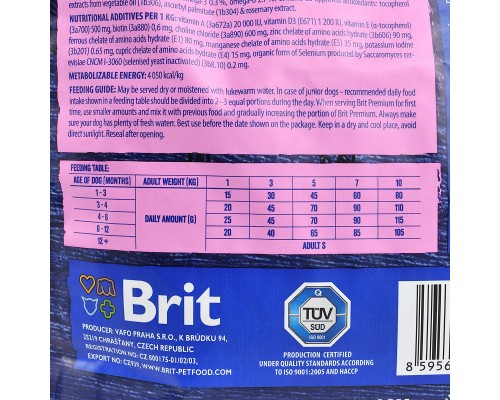 extracts from vegetable oil (1b306), ascorbyl palmitate (1b304) & rosemary extract.
NUTRITIONAL ADDITIVES PER 1 KG: vitamin A (3a672a) 20 000 IU, vitamin D3 (E671) 1 200 IU, vitamin E (α-tocopherol)
(3a700) 500 mg, biotin (3a880) 0,6 mg, choline chloride (3a890) 600 mg, zinc chelate of amino acids hydrate (3b606) 90 mg,
ferrous chelate of amino acids hydrate (E1) 80 mg, manganese chelate of amino acids hydrate (E5) 35 mg, potassium iodine
(3b201) 0.65 mg, cupric chelate of amino acids hydrate (E4) 15 mg, organic form of Selenium produced by Saccaromyces cer-
evisiae CNCM I-3060 (selenised yeast inactivated) (3b8.10) 0.2 mg.
METABOLIZABLE ENERGY: 4 050 kcal/kg
FEEDING GUIDE: May be served dry or moistened with lukewarm water. In case of junior dogs – recommended daily food
intake shown in a feeding table should be divided into 2–3 equal portions during the day. When serving Brit Premium for first
time, use smaller amounts and mix it with previous food and gradually increasing the portion of Brit Premium. Always make
sure your dog has plenty of fresh water. Best use before the date shown on the package. Keep in a dry and cool place, avoid
direct sunlight. Reseal after opening.
FEEDING TABLE:
AGE OF DOG (MONTHS) ADULT WEIGHT (KG) 1 3 5 7 10
1 - 3 15 30 45 60 80
3 - 4 20 45 70 90 110
4 - 6 DAILY AMOUNT (G) 25 45 70 90 115
6 - 12 20 40 65 85 105
12 + ADULT S
Brit
TÜV
SÜD
ISO 9001
PRODUCER: VAFO PRAHA S.R.O., K BRŮDKU 94,
25219 CHRÁŠŤANY, CZECH REPUBLIC
REGISTRATION NO.: CZ 800175-01/02/03.
EXPORT NO.: CZY39, WWW.BRIT-PETFOOD.COM
PRODUCTION CERTIFIED
UNDER QUALITY STANDARDS ACCORDING
TO ISO 9001:2005 AND HACCP
8 5956